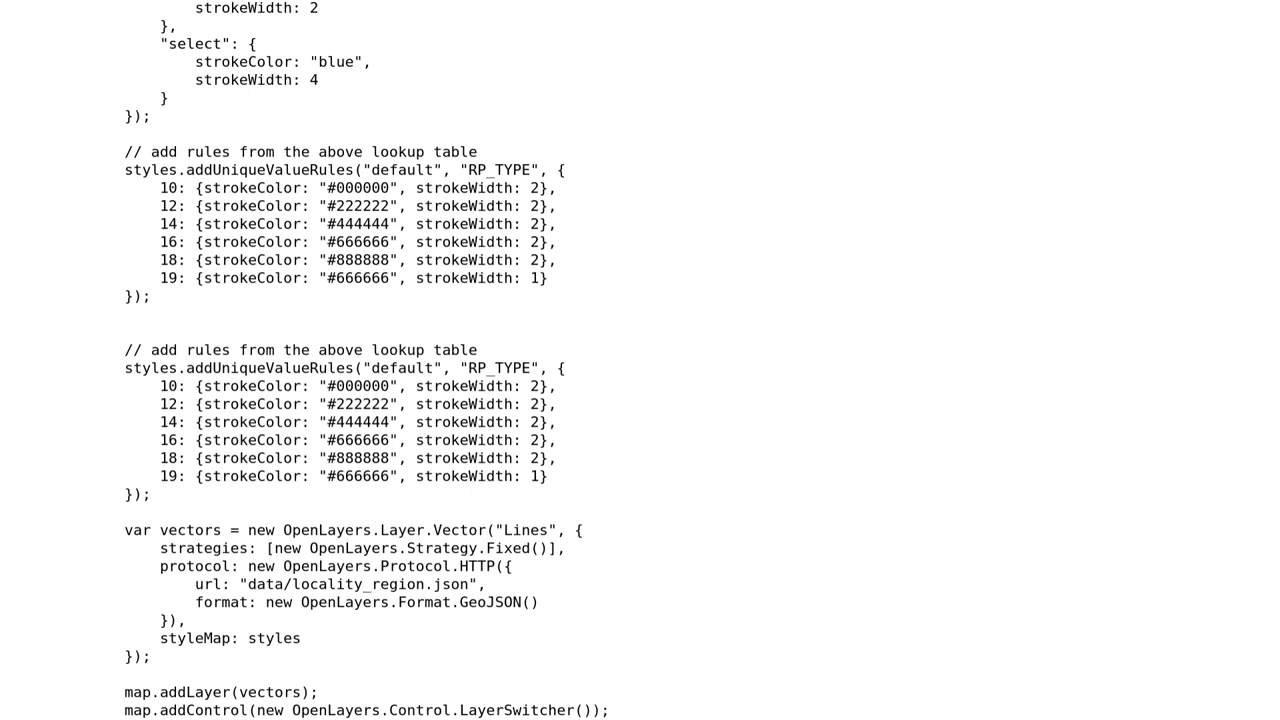 strokeWidth: 2
},
"select": {
strokeColor: "blue",
strokeWidth: 4
}
});
// add rules from the above lookup table
styles.addUniqueValueRules("default", "RP_TYPE", {
10: {strokeColor: "#000000", strokeWidth: 2},
12: {strokeColor: "#222222", strokeWidth: 2},
14: {strokeColor: "#444444", strokeWidth: 2},
16: {strokeColor: "#666666", strokeWidth: 2},
18: {strokeColor: "#888888", strokeWidth: 2},
19: {strokeColor: "#666666", strokeWidth: 1}
});
// add rules from the above lookup table
styles.addUniqueValueRules("default", "RP_TYPE", {
10: {strokeColor: "#000000", strokeWidth: 2},
12: {strokeColor: "#222222", strokeWidth: 2},
14: {strokeColor: "#444444", strokeWidth: 2},
16: {strokeColor: "#666666", strokeWidth: 2},
18: {strokeColor: "#888888", strokeWidth: 2},
19: {strokeColor: "#666666", strokeWidth: 1}
});
var vectors = new OpenLayers.Layer.Vector("Lines", {
strategies: [new OpenLayers.Strategy.Fixed()],
protocol: new OpenLayers.Protocol.HTTP({
url: "data/locality_region.json",
format: new OpenLayers.Format.GeoJSON()
}),
styleMap: styles
});
map.addLayer(vectors);
map.addControl(new OpenLayers.Control.LayerSwitcher());